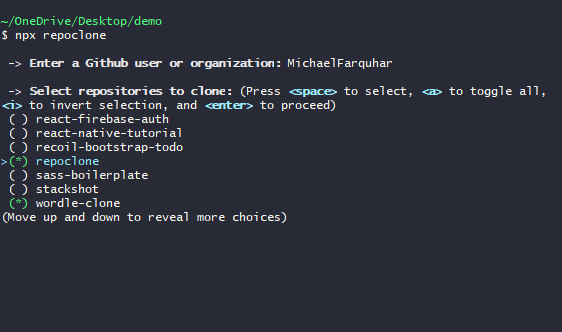 ~/OneDrive/Desktop/demo
$ npx repoclone
-> Enter a Github user or organization: MichaelFarquhar
-> Select repositories to clone: (Press <space> to select, <a> to toggle all,
<i> to invert selection, and <enter> to proceed)
( ) react-firebase-auth
( ) react-native-tutorial
( ) recoil-bootstrap-todo
>(*) repoclone
( ) sass-boilerplate
( ) stackshot
(*) wordle-clone
(Move up and down to reveal more choices)